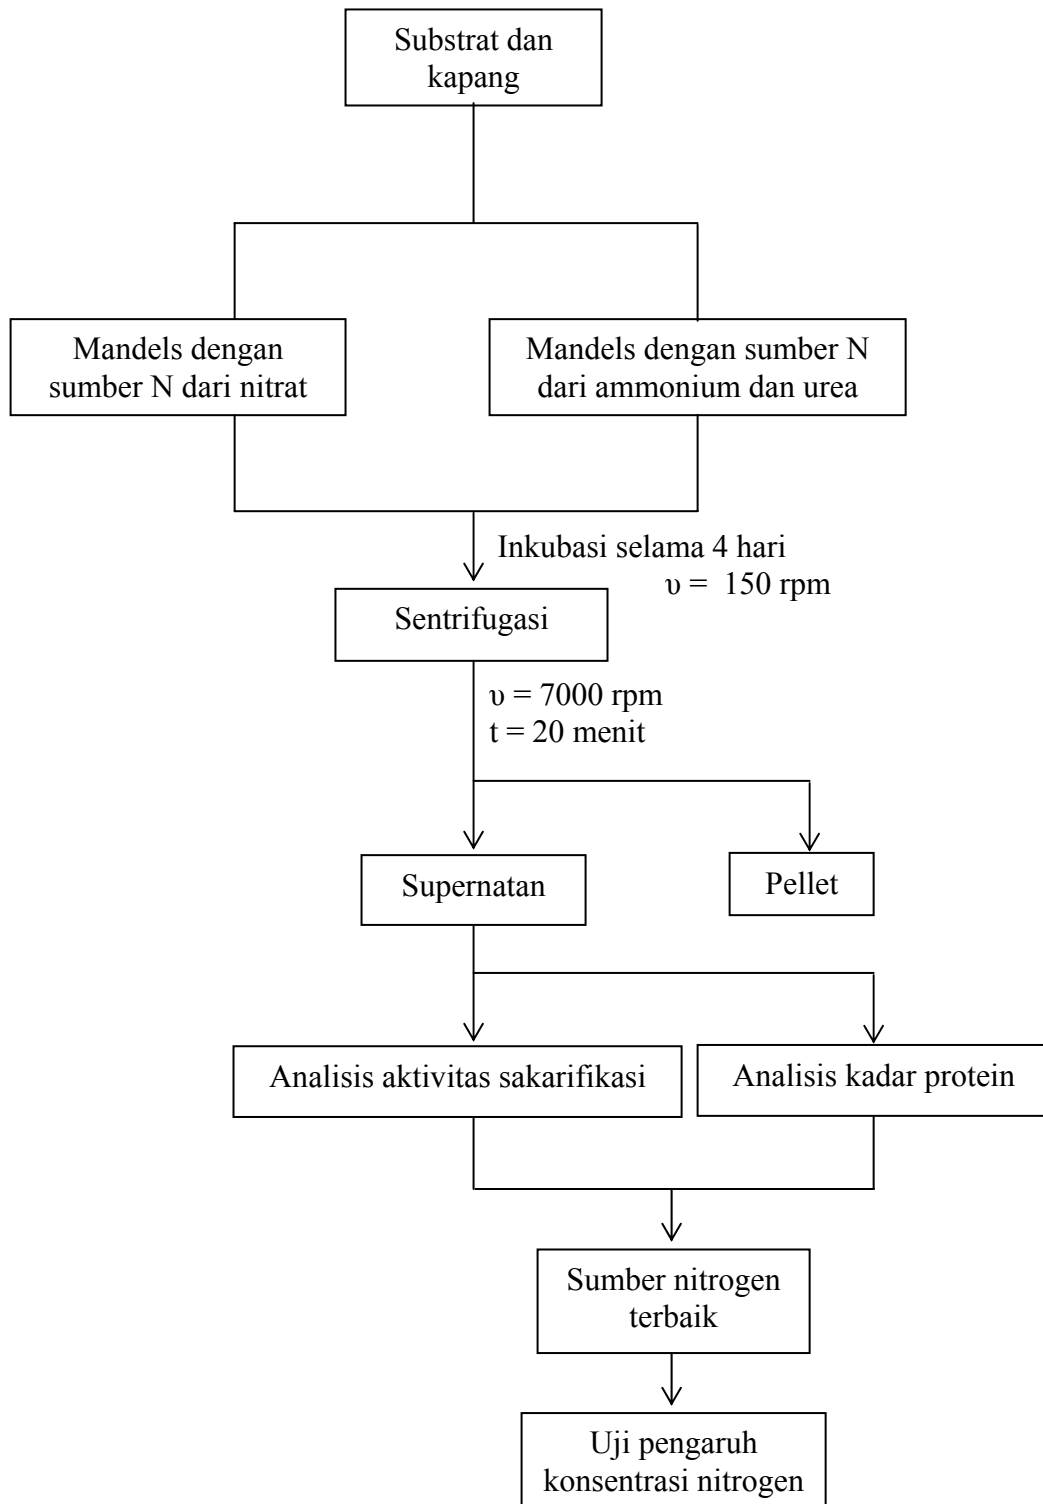 Substrat dan
kapang
Mandels dengan
sumber N dari nitrat
Mandels dengan sumber N
dari ammonium dan urea
Inkubasi selama 4 hari
υ = 150 rpm
Sentrifugasi
υ = 7000 rpm
t = 20 menit
Supernatan
Pellet
Analisis aktivitas sakarifikasi
Analisis kadar protein
Sumber nitrogen
terbaik
Uji pengaruh
konsentrasi nitrogen